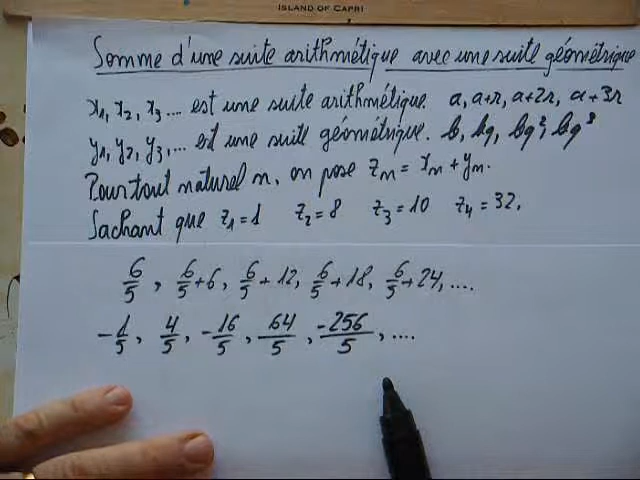 ISLAND OF CAPRI
Somme d'une suite arithmétique avec une suite géométrique
x₁, x₂, x₃.... est une suite arithmétique. a, a+r, a+2r, a+3r
y₁, y₂, y₃,... est une suite géométrique. b, bq, bq², bq³
Pour tout naturel n, on pose zₙ = xₙ + yₙ.
Sachant que z₁=1 z₂=8 z₃=10 z₄=32.
6/5, 6/5+6, 6/5+12, 6/5+18, 6/5+24, ....
-1/5, 4/5, -16/5, 64/5, -256/5, ....